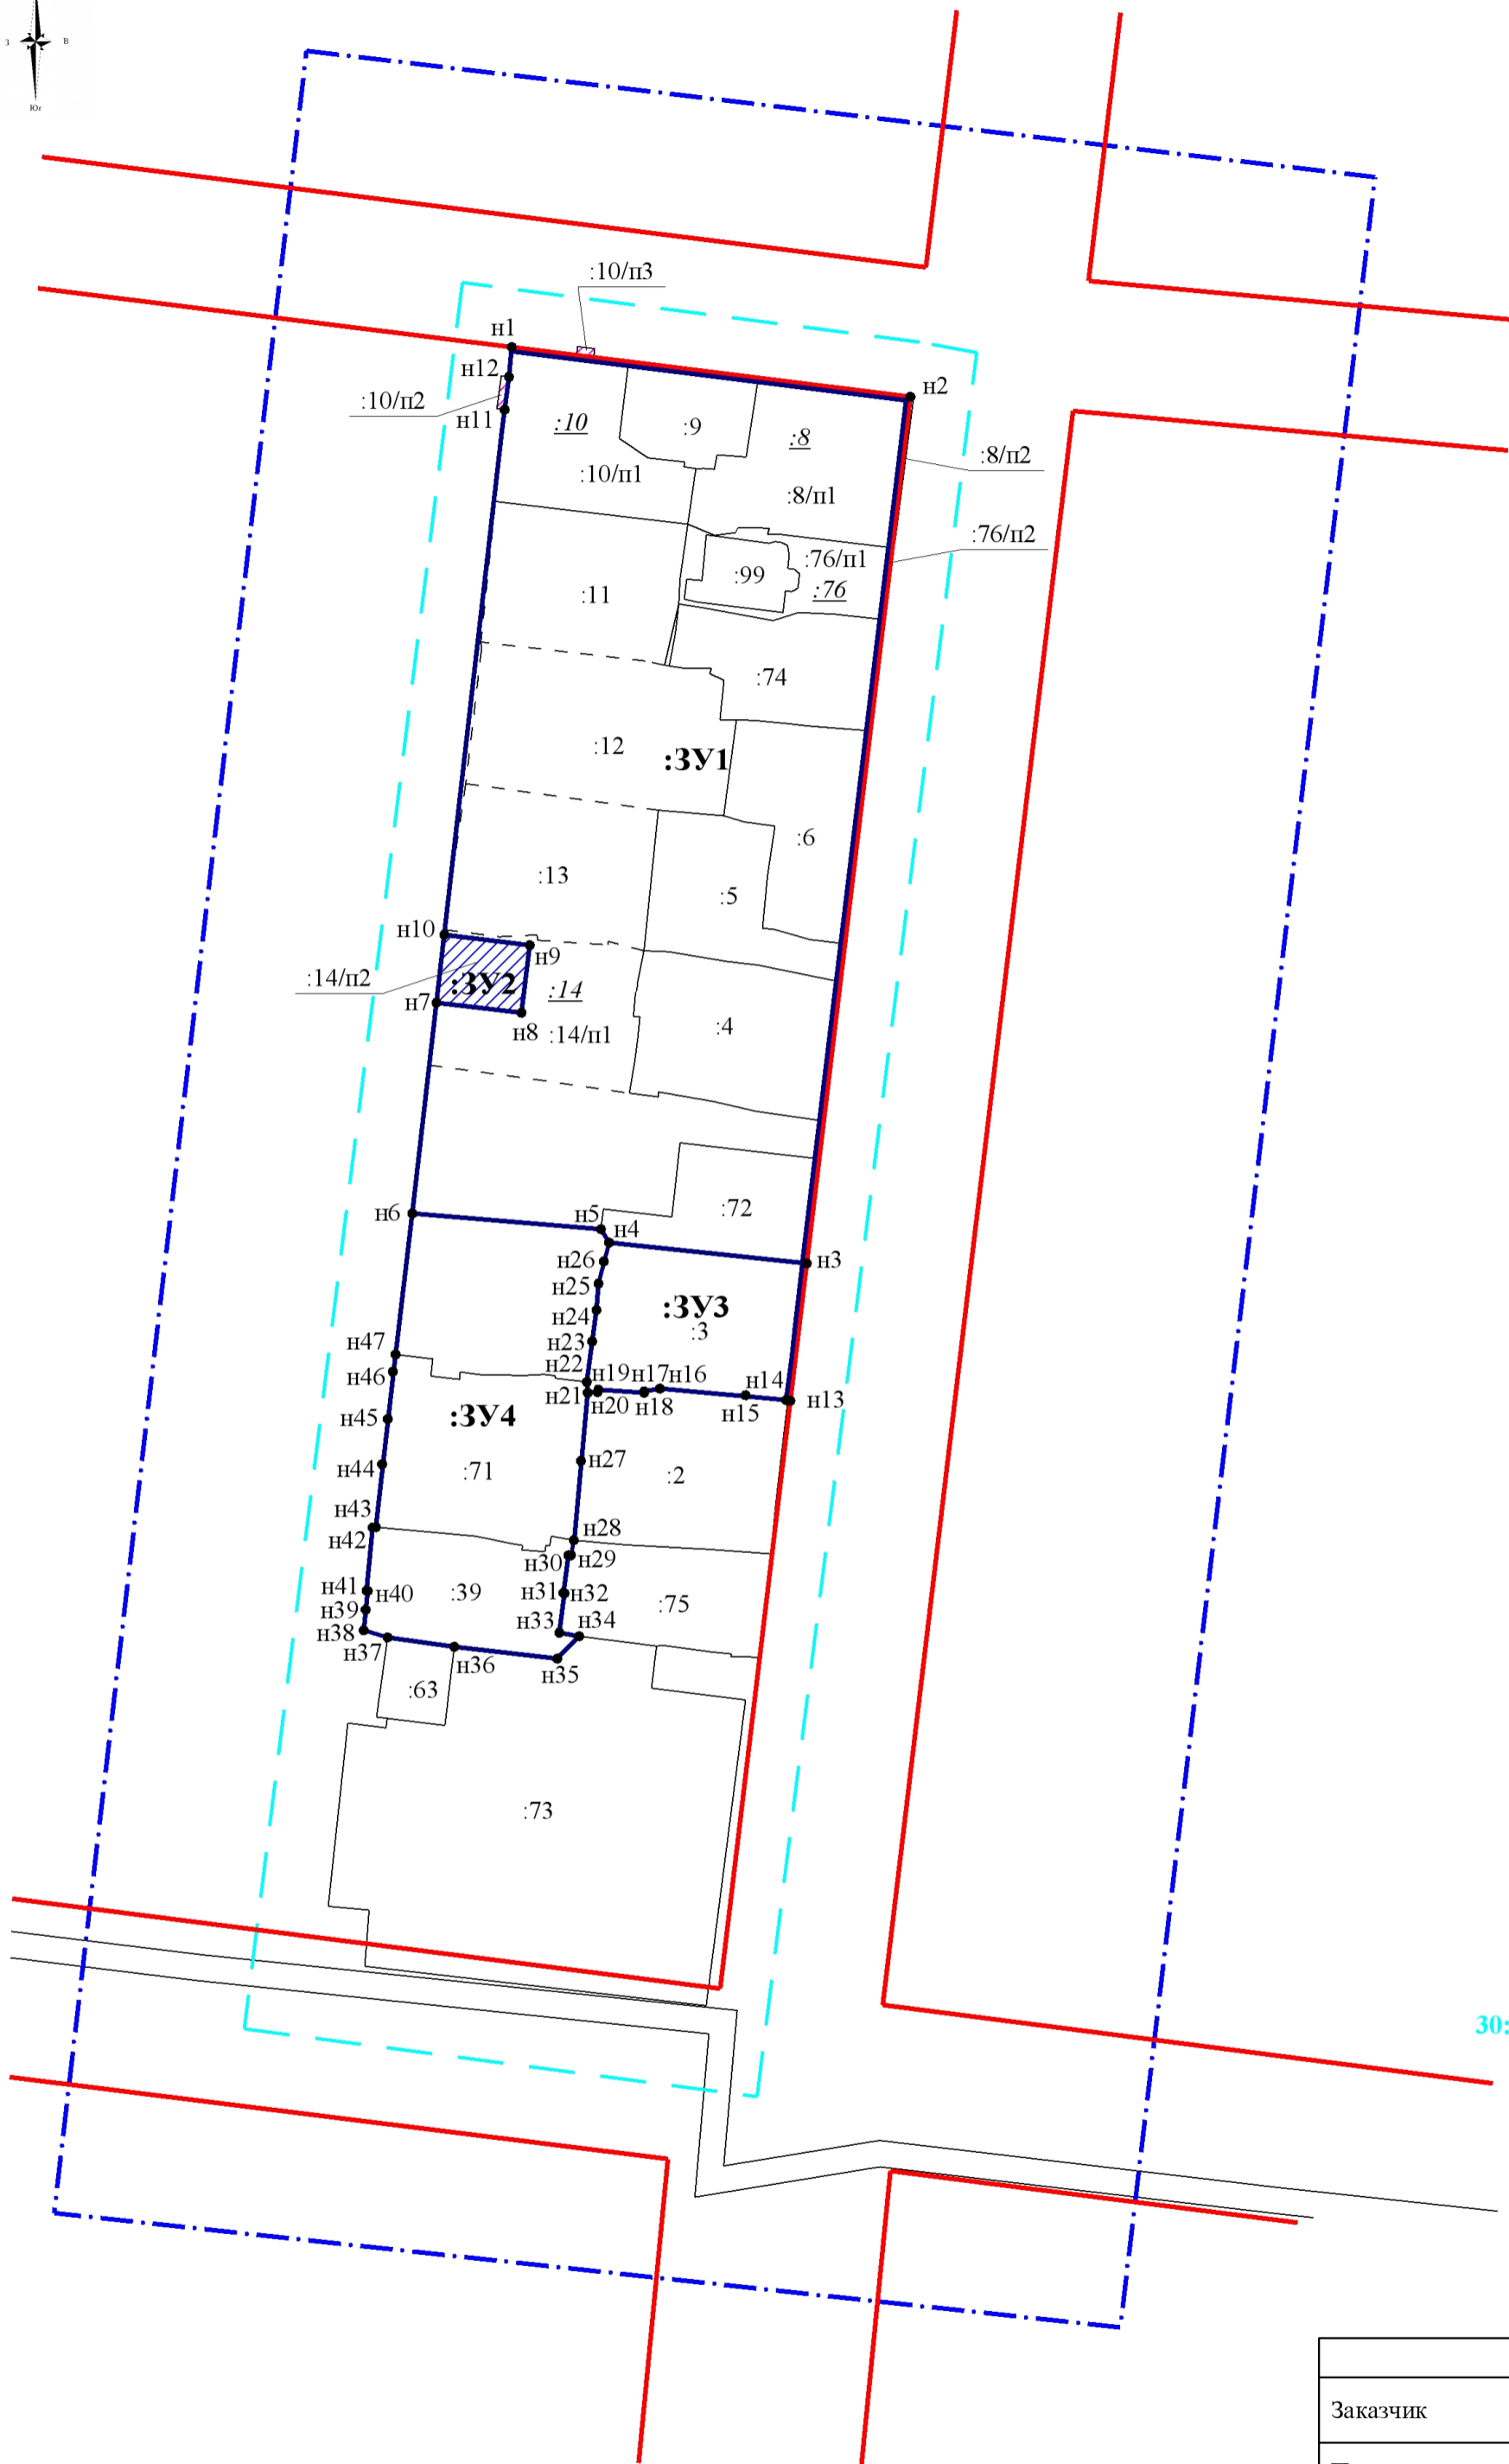 З
В
Юг
:10/п3
н1
н12
н2
:10/п2
н11
:10
:9
:8
:8/п2
:10/п1
:8/п1
:76/п2
:76/п1
:99
:76
:11
:74
:12
:ЗУ1
:6
:13
:5
н10
н9
:14/п2
:ЗУ2
:14
н7
:4
н8
:14/п1
:72
н6
н5
н4
н26
н3
н25
:ЗУ3
н24
:3
н23
н47
н22
н19
н17
н16
н14
н46
н21
н20
н18
н15
н13
:ЗУ4
н45
н27
н44
:71
:2
н43
н28
н42
н30
н29
н41
н40
:39
н31
н32
:75
н39
н33
н34
н38
н37
н36
н35
:63
:73
30:
Заказчик